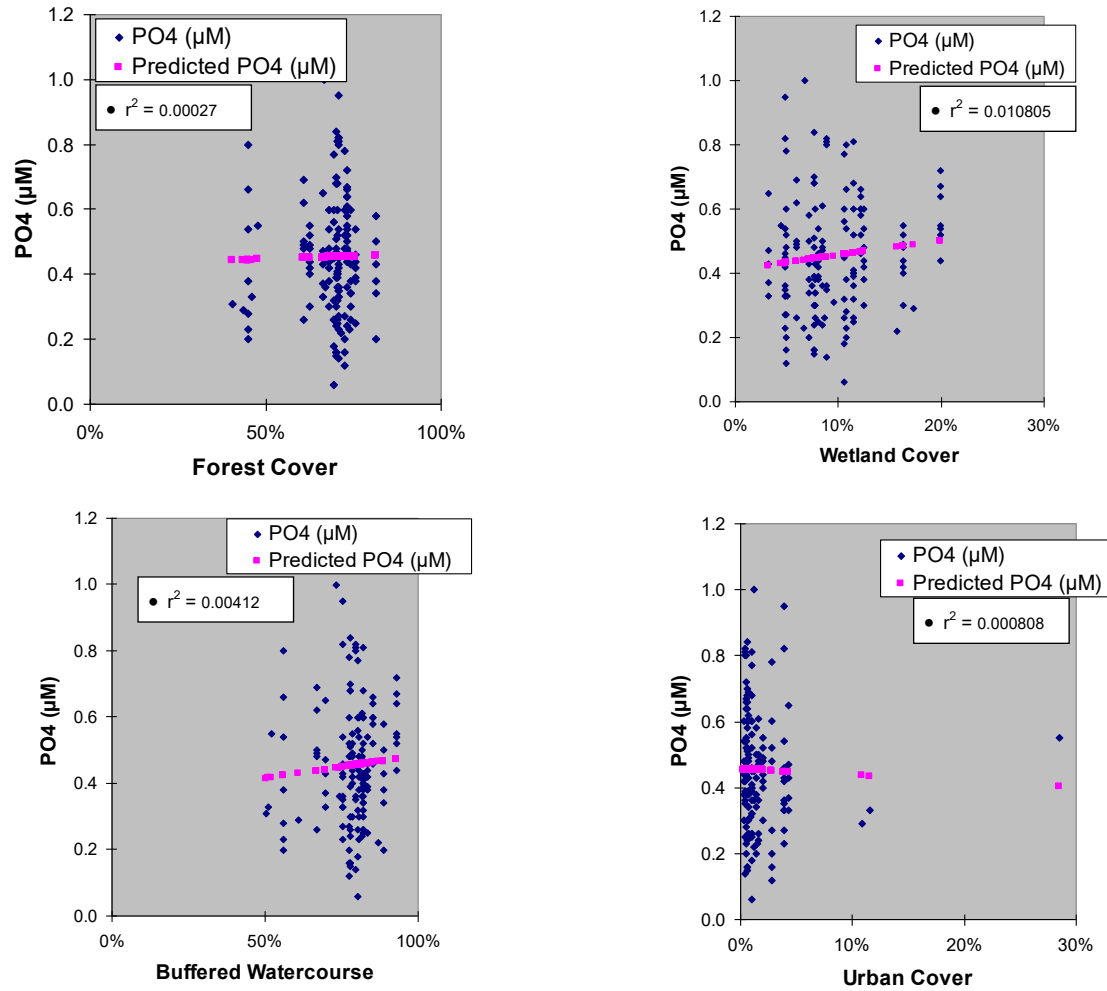 1.2
PO4 (µM)
Predicted PO4 (µM)
1.0
r² = 0.00027
0.8
0.6
0.4
0.2
0.0
PO4 (µM)
0% 50% 100%
Forest Cover
1.2
PO4 (µM)
Predicted PO4 (µM)
1.0
r² = 0.010805
0.8
0.6
0.4
0.2
0.0
PO4 (µM)
0% 10% 20% 30%
Wetland Cover
1.2
PO4 (µM)
Predicted PO4 (µM)
1.0
r² = 0.00412
0.8
0.6
0.4
0.2
0.0
PO4 (µM)
0% 50% 100%
Buffered Watercourse
1.2
PO4 (µM)
Predicted PO4 (µM)
1.0
r² = 0.000808
0.8
0.6
0.4
0.2
0.0
PO4 (µM)
0% 10% 20% 30%
Urban Cover